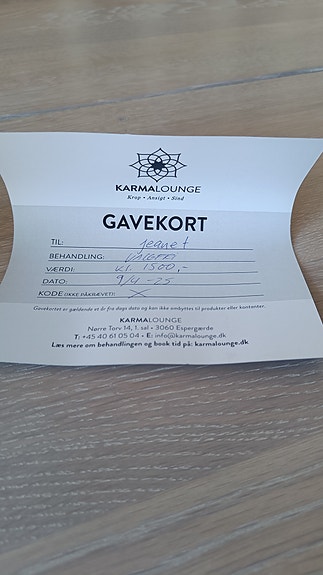 KARMALOUNGE
Krop • Ansigt • Sind
GAVEKORT
TIL: Jeanet
BEHANDLING: VALGFRI
VÆRDI: Kr. 1500,-
DATO: 9/4-25
KODE (IKKE PÅKRÆVET): X
Gavekortet er gældende et år fra dags dato og kan ikke ombyttes til produkter eller kontanter.
KARMALOUNGE
Nørre Torv 14, 1. sal • 3060 Espergærde
T: +45 40 61 05 04 • E: info@karmalounge.dk
Læs mere om behandlingen og book tid på: karmalounge.dk